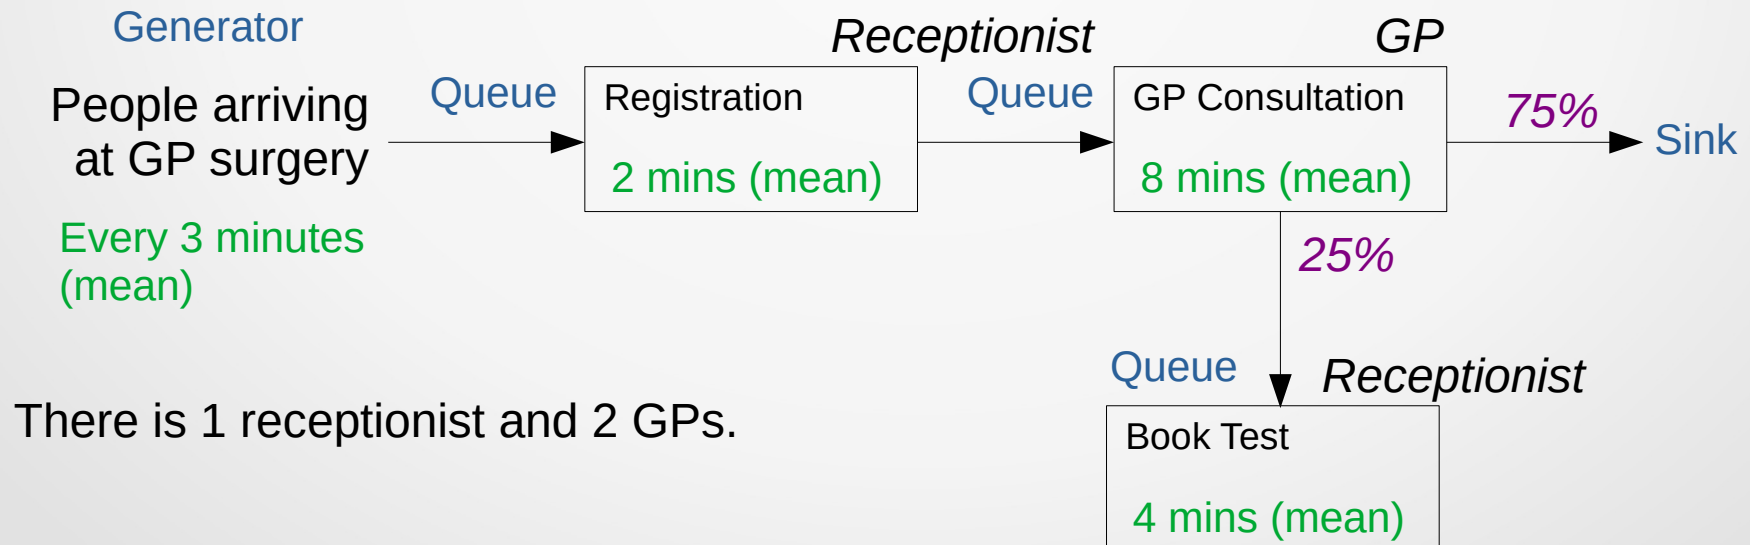 Generator
People arriving
at GP surgery
Every 3 minutes
(mean)
Queue
Registration
2 mins (mean)
Receptionist
Queue
GP Consultation
8 mins (mean)
GP
75%
Sink
25%
Queue
Receptionist
Book Test
4 mins (mean)
There is 1 receptionist and 2 GPs.